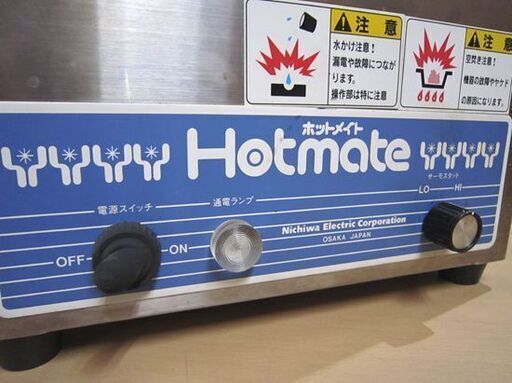 注意
水かけ注意！
漏電や故障につなが
ります。
操作部は特に注意
注意
空焚き注意！
機器の故障やヤケド
の原因になります。
ホットメイト
Hotmate
電源スイッチ
通電ランプ
サーモスタット
LO HI
OFF ON
Nichiwa Electric Corporation
OSAKA JAPAN